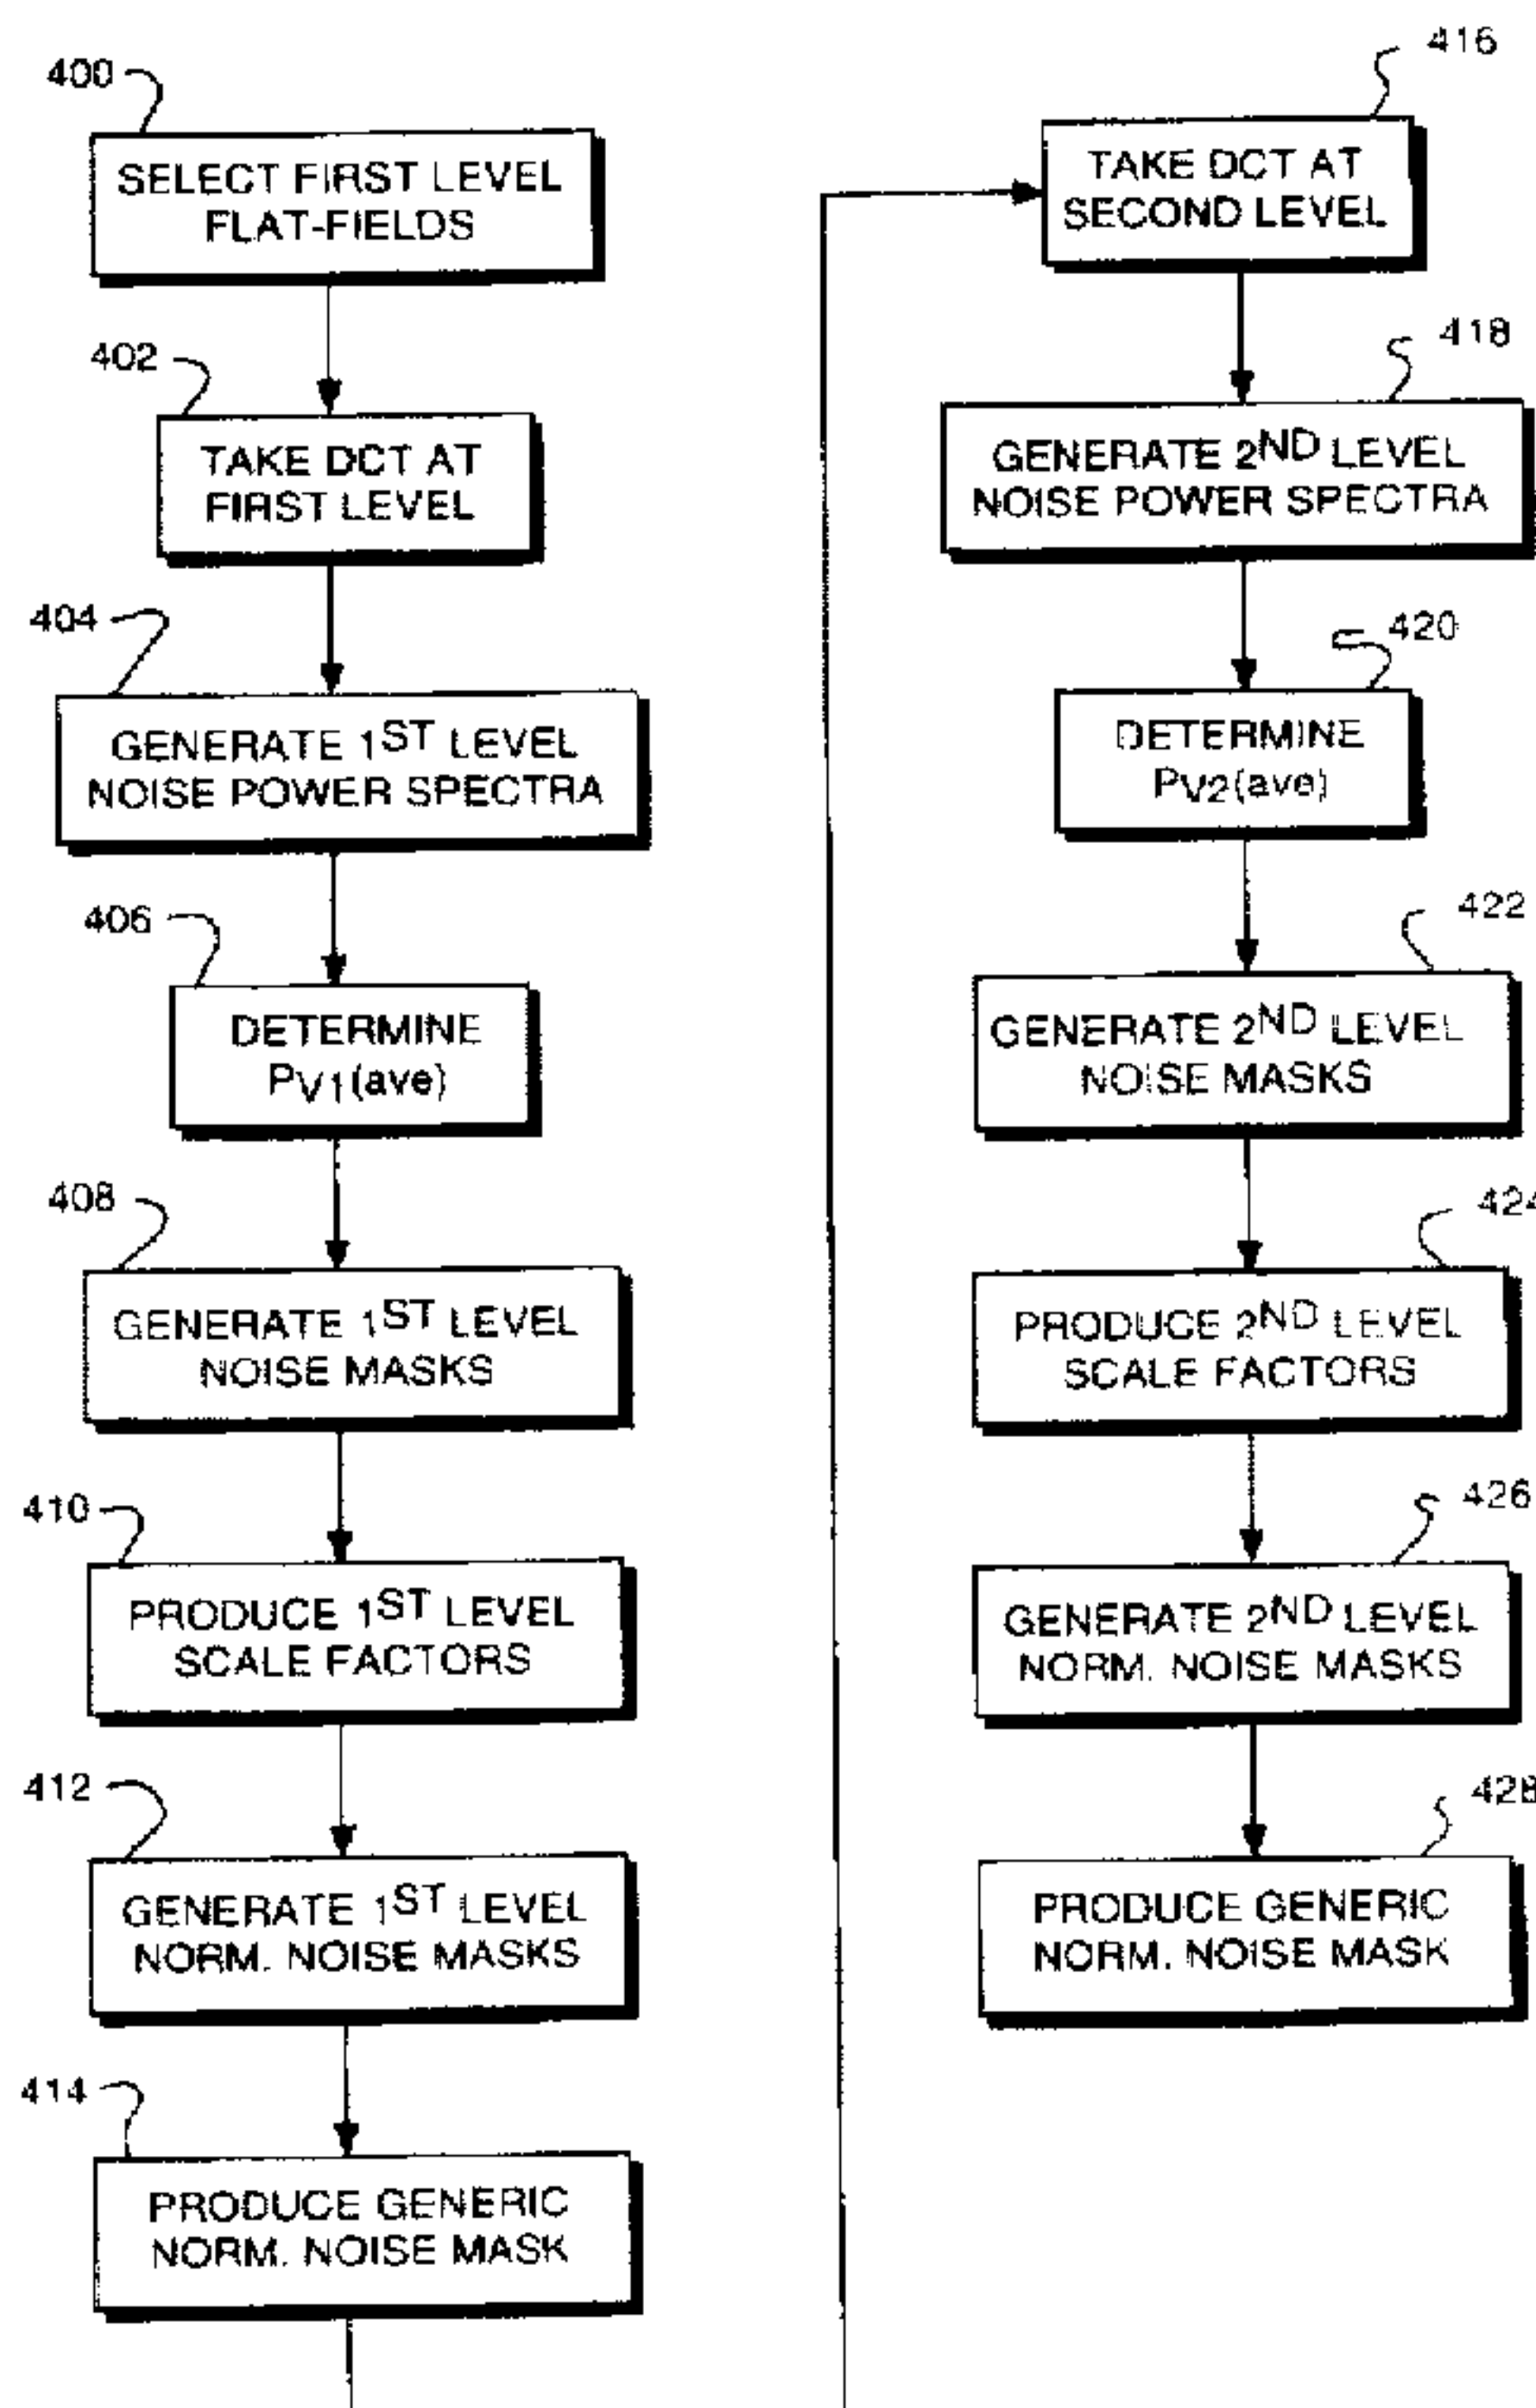 400
SELECT FIRST LEVEL
FLAT-FIELDS
402
TAKE DCT AT
FIRST LEVEL
404
GENERATE 1ST LEVEL
NOISE POWER SPECTRA
406
DETERMINE
PV1(ave)
408
GENERATE 1ST LEVEL
NOISE MASKS
410
PRODUCE 1ST LEVEL
SCALE FACTORS
412
GENERATE 1ST LEVEL
NORM. NOISE MASKS
414
PRODUCE GENERIC
NORM. NOISE MASK
416
TAKE DCT AT
SECOND LEVEL
418
GENERATE 2ND LEVEL
NOISE POWER SPECTRA
420
DETERMINE
PV2(ave)
422
GENERATE 2ND LEVEL
NOISE MASKS
424
PRODUCE 2ND LEVEL
SCALE FACTORS
426
GENERATE 2ND LEVEL
NORM. NOISE MASKS
428
PRODUCE GENERIC
NORM. NOISE MASK